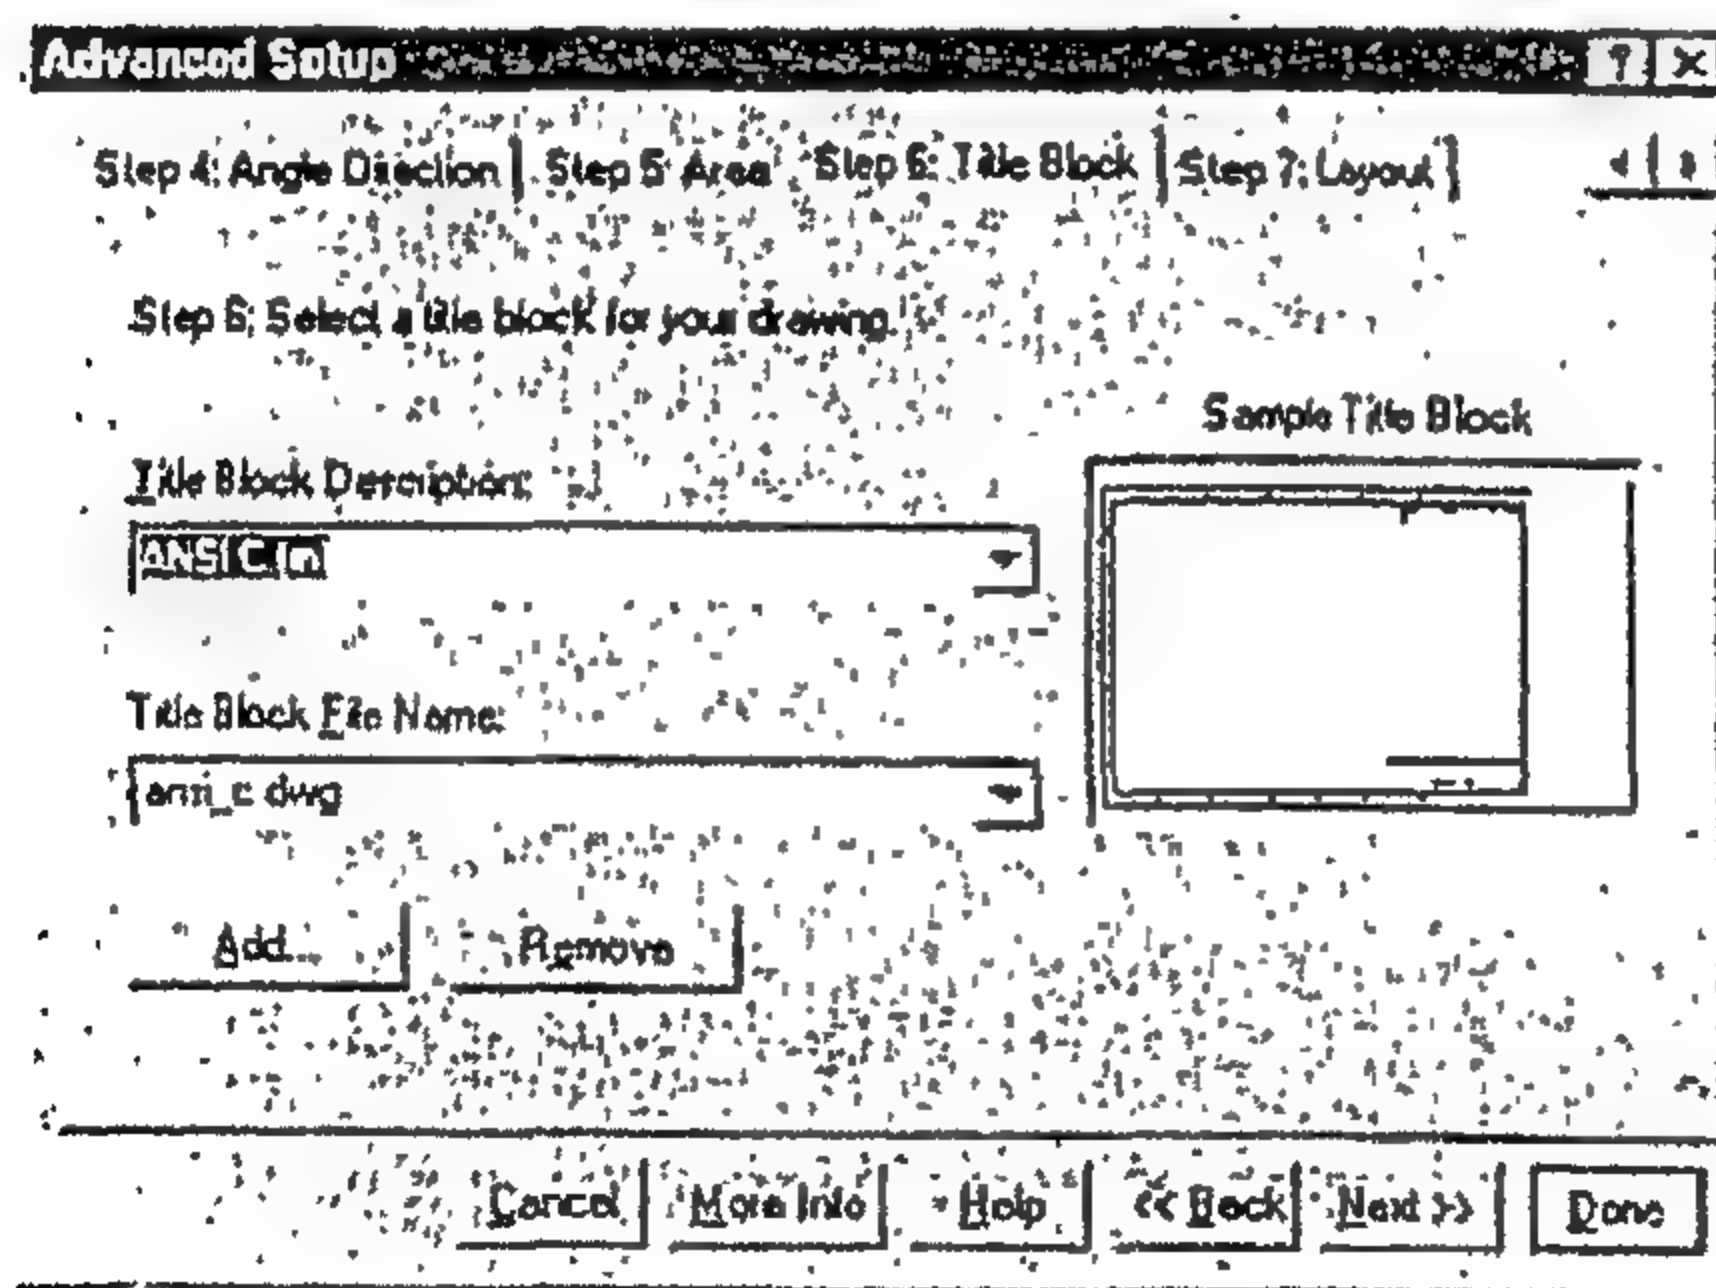 Advanced Setup
Step 4: Angle Direction Step 5: Area Step 6: Title Block Step 7: Layout
Step 6: Select a title block for your drawing.
Sample Title Block
Title Block Description:
ANSI C (in)
Title Block File Name:
ansi_c.dwg
Add... Remove
Cancel More Info Help << Back Next >> Done